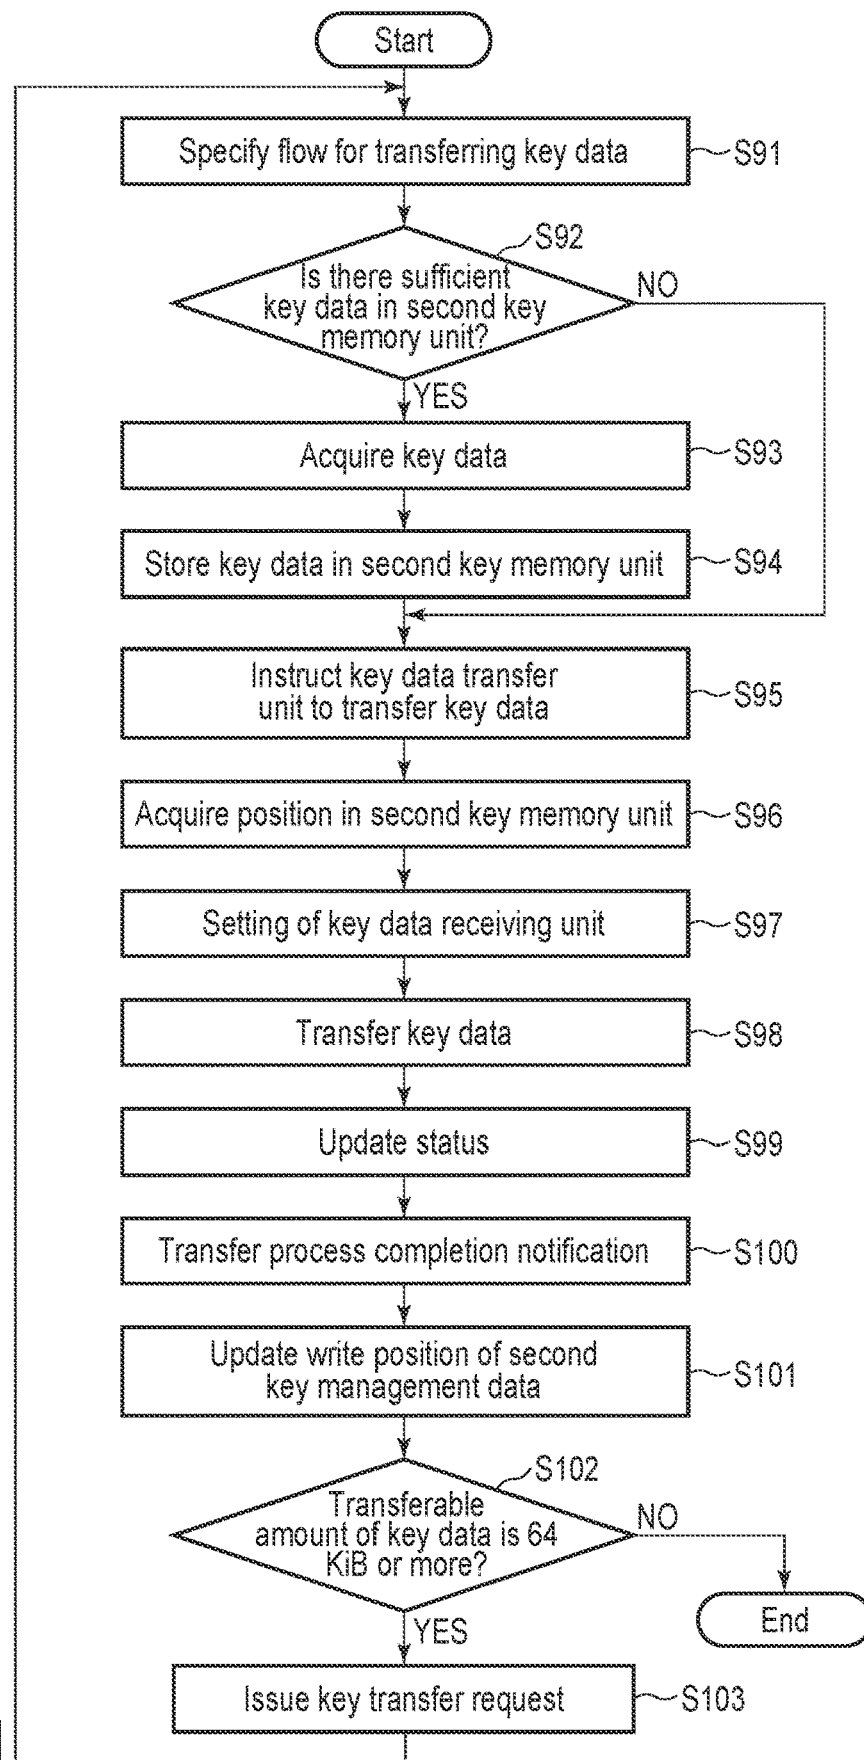 Start
Specify flow for transferring key data
S91
S92
Is there sufficient
key data in second key
memory unit?
NO
YES
Acquire key data
S93
Store key data in second key memory unit
S94
Instruct key data transfer
unit to transfer key data
S95
Acquire position in second key memory unit
S96
Setting of key data receiving unit
S97
Transfer key data
S98
Update status
S99
Transfer process completion notification
S100
Update write position of second
key management data
S101
S102
Transferable
amount of key data is 64
KiB or more?
NO
End
YES
Issue key transfer request
S103